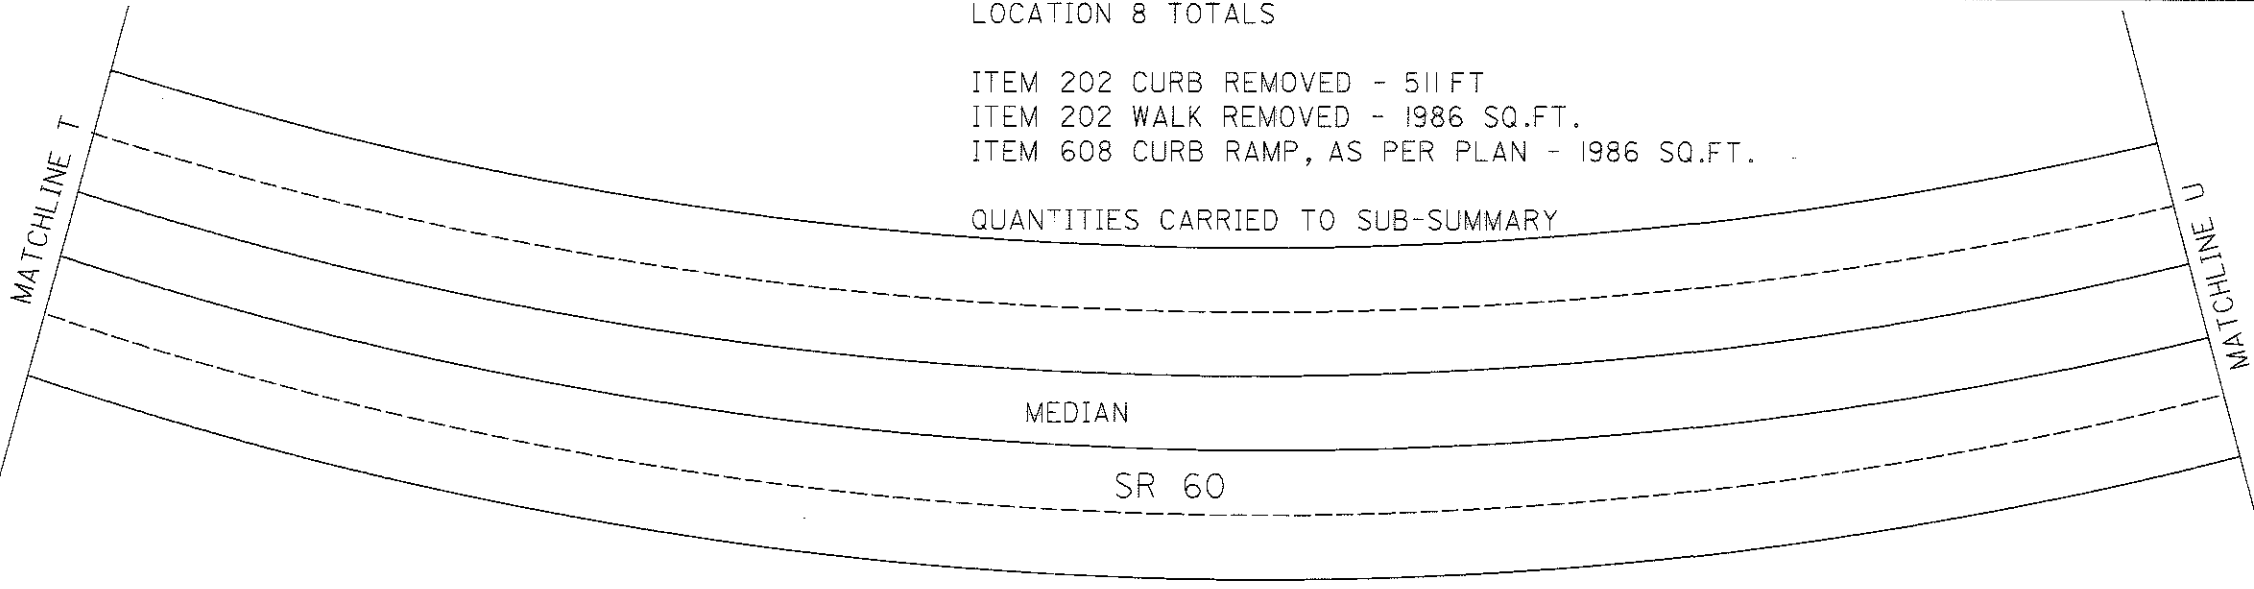 LOCATION 8 TOTALS
ITEM 202 CURB REMOVED - 511 FT
ITEM 202 WALK REMOVED - 1986 SQ.FT.
ITEM 608 CURB RAMP, AS PER PLAN - 1986 SQ.FT.
QUANTITIES CARRIED TO SUB-SUMMARY
MATCHLINE T
MATCHLINE U
MEDIAN
SR 60